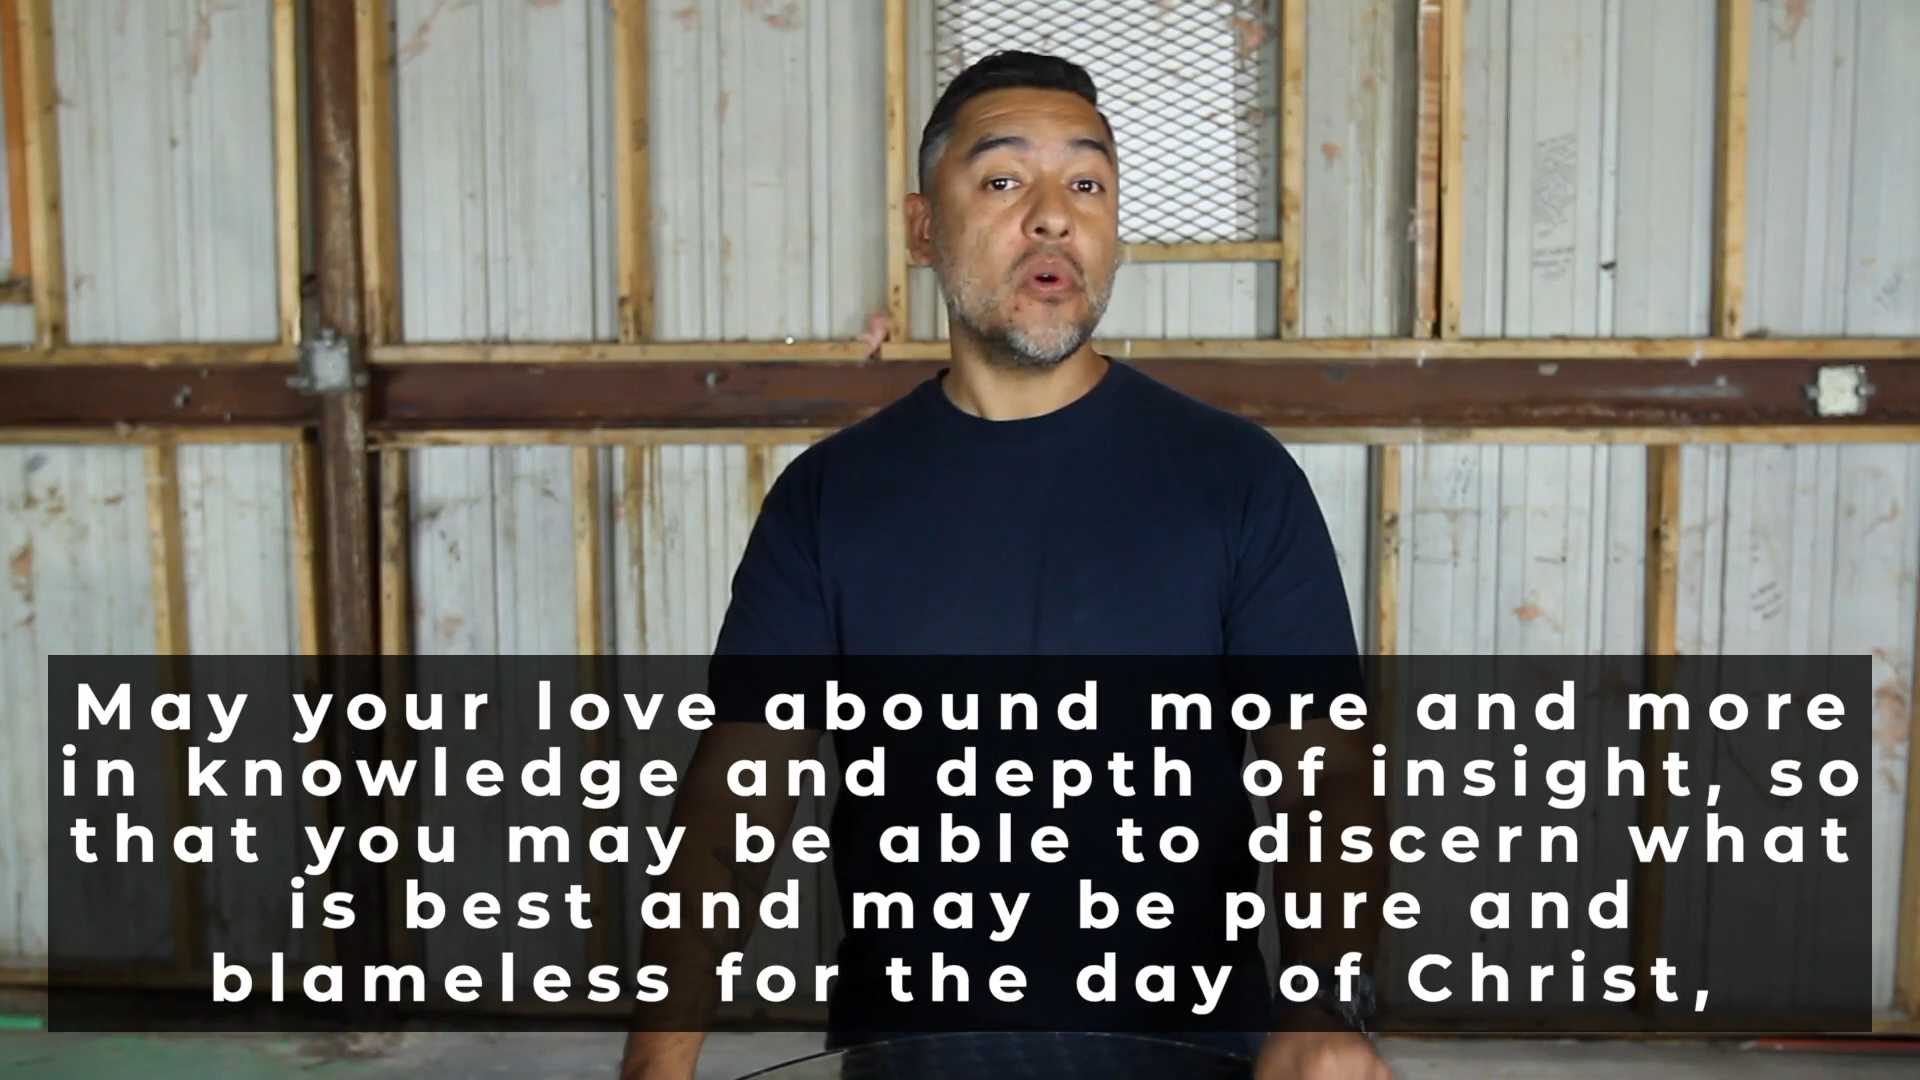 May your love abound more and more
in knowledge and depth of insight, so
that you may be able to discern what
is best and may be pure and
blameless for the day of Christ,